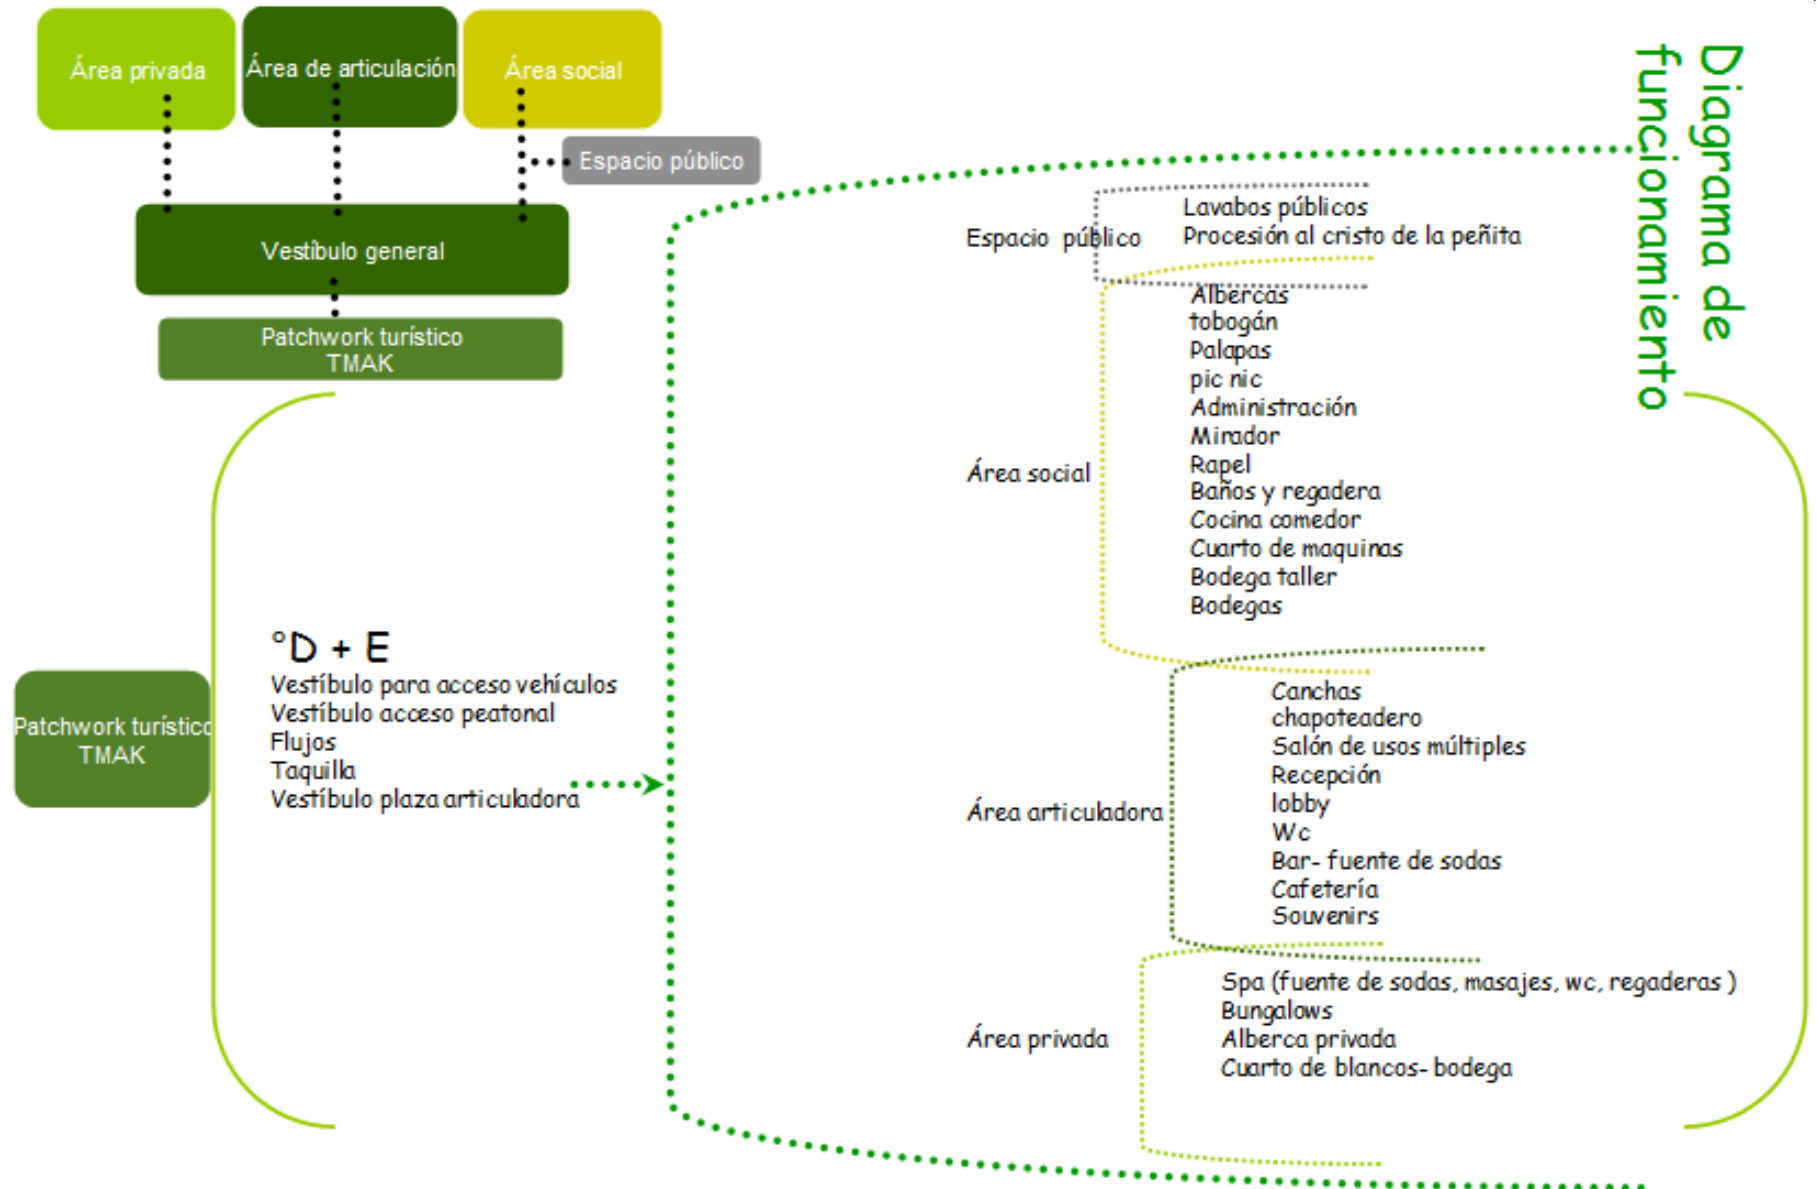 Área privada
Área de articulación
Área social
Espacio público
Vestíbulo general
Patchwork turístico
TMAK
Diagrama de
funcionamiento
Patchwork turístico
TMAK
°D + E
Vestíbulo para acceso vehículos
Vestíbulo acceso peatonal
Flujos
Taquilla
Vestíbulo plaza articuladora
Espacio público
Lavabos públicos
Procesión al cristo de la peñita
Área social
Albercas
tobogán
Palapas
pic nic
Administración
Mirador
Rapel
Baños y regadera
Cocina comedor
Cuarto de maquinas
Bodega taller
Bodegas
Área articuladora
Canchas
chapoteadero
Salón de usos múltiples
Recepción
lobby
Wc
Bar- fuente de sodas
Cafetería
Souvenirs
Área privada
Spa (fuente de sodas, masajes, wc, regaderas )
Bungalows
Alberca privada
Cuarto de blancos- bodega